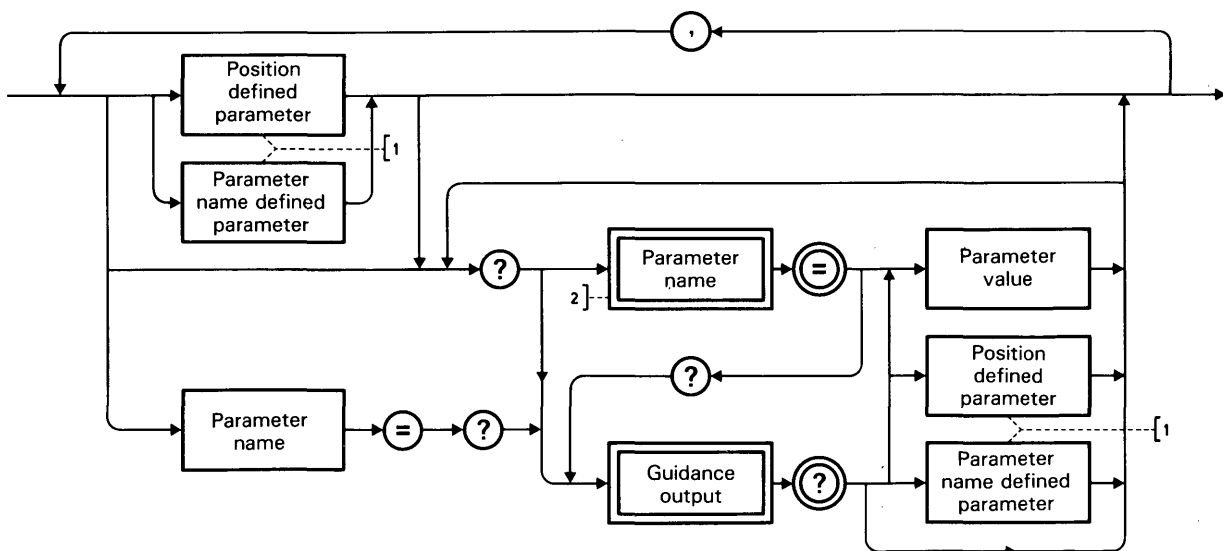 ,
Position
defined
parameter
[1
Parameter
name defined
parameter
?
Parameter
name
=
Parameter
value
2]
?
Position
defined
parameter
Parameter
name
=
?
[1
Guidance
output
?
Parameter
name defined
parameter